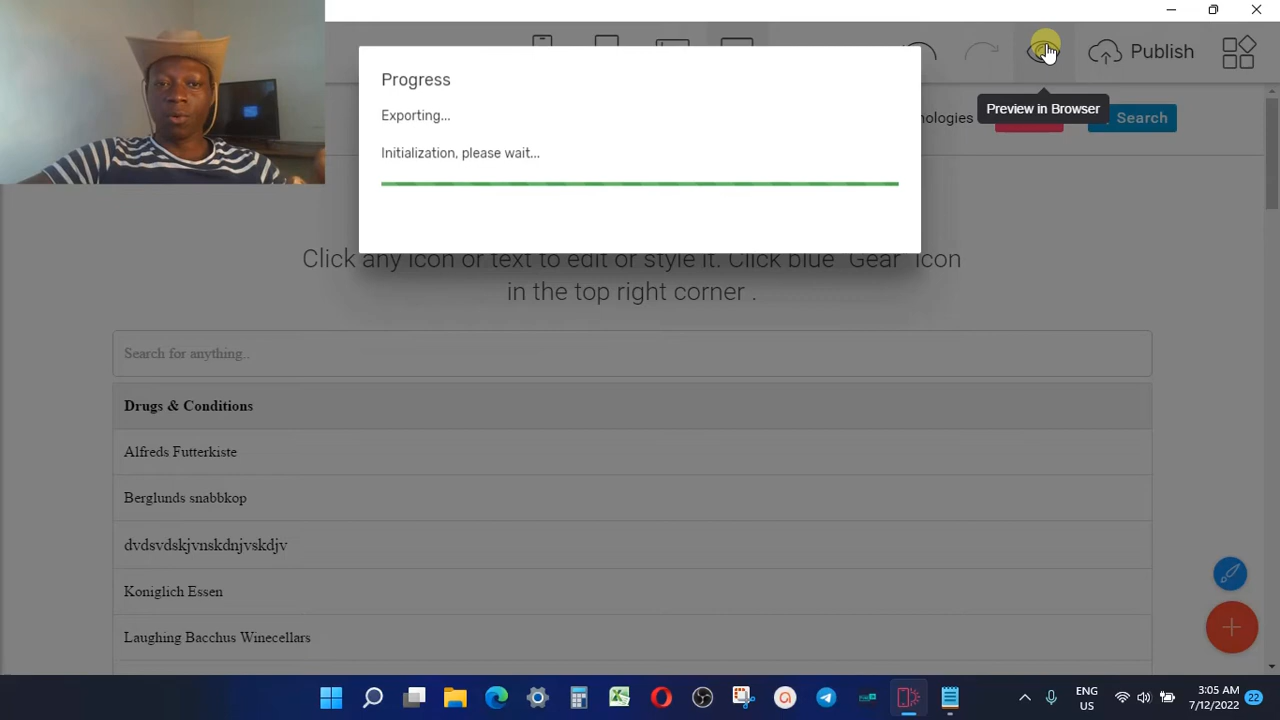 Publish
Progress
Exporting...
Initialization, please wait...
Preview in Browser
nologies
Search
Click any icon or text to edit or style it. Click blue "Gear" icon
in the top right corner .
Search for anything..
Drugs & Conditions
Alfreds Futterkiste
Berglunds snabbkop
dvdsvdskjvnskdnjvskdjv
Koniglich Essen
Laughing Bacchus Winecellars
ENG
US
3:05 AM
7/12/2022
22